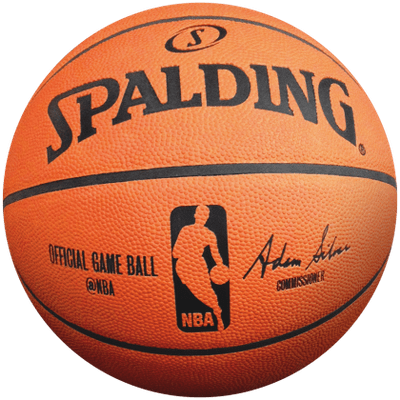 S
SPALDING
OFFICIAL GAME BALL
@NBA
NBA
Adam Silver
COMMISSIONER